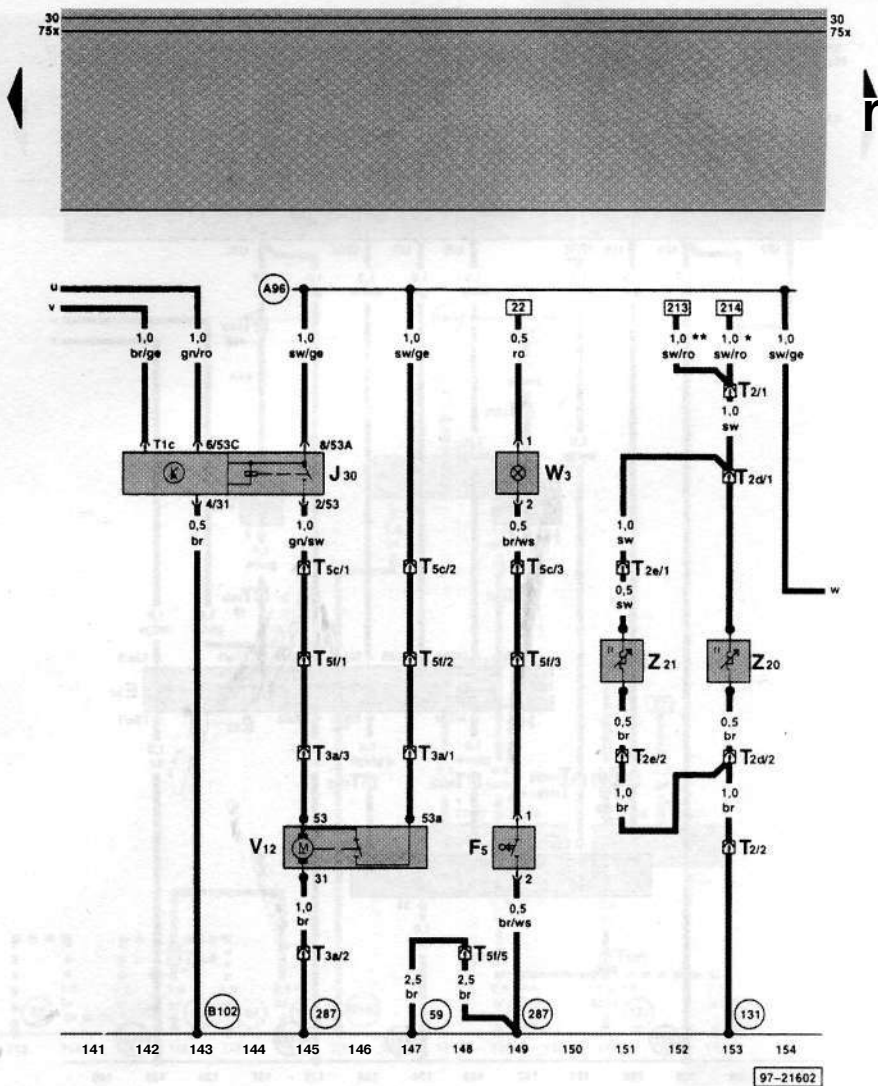 30 30
75x 75x
u
v
A96
22 213 214
1,0 1,0 1,0 1,0 0,5 1,0 ** 1,0 * 1,0
br/ge gn/ro sw/ge sw/ge ro sw/ro sw/ro sw/ge
T2/1
1,0
sw
T1c 6/53C 8/53A 1
J30 W3 T2d/1
4/31 2/53 2
0,5 1,0 0,5 1,0
br gn/sw br/ws sw
T5c/1 T5c/2 T5c/3 T2e/1
0,5
sw
w
T5f/1 T5f/2 T5f/3 Z21 Z20
0,5 0,5
br br
T3a/3 T3a/1 T2e/2 T2d/2
1,0 1,0
br br
53 53a 1
V12 F5 T2/2
31 2
1,0 0,5
br br/ws
T3a/2 T5f/5
2,5 2,5
br br
B102 287 59 287 131
141 142 143 144 145 146 147 148 149 150 151 152 153 154
97-21602